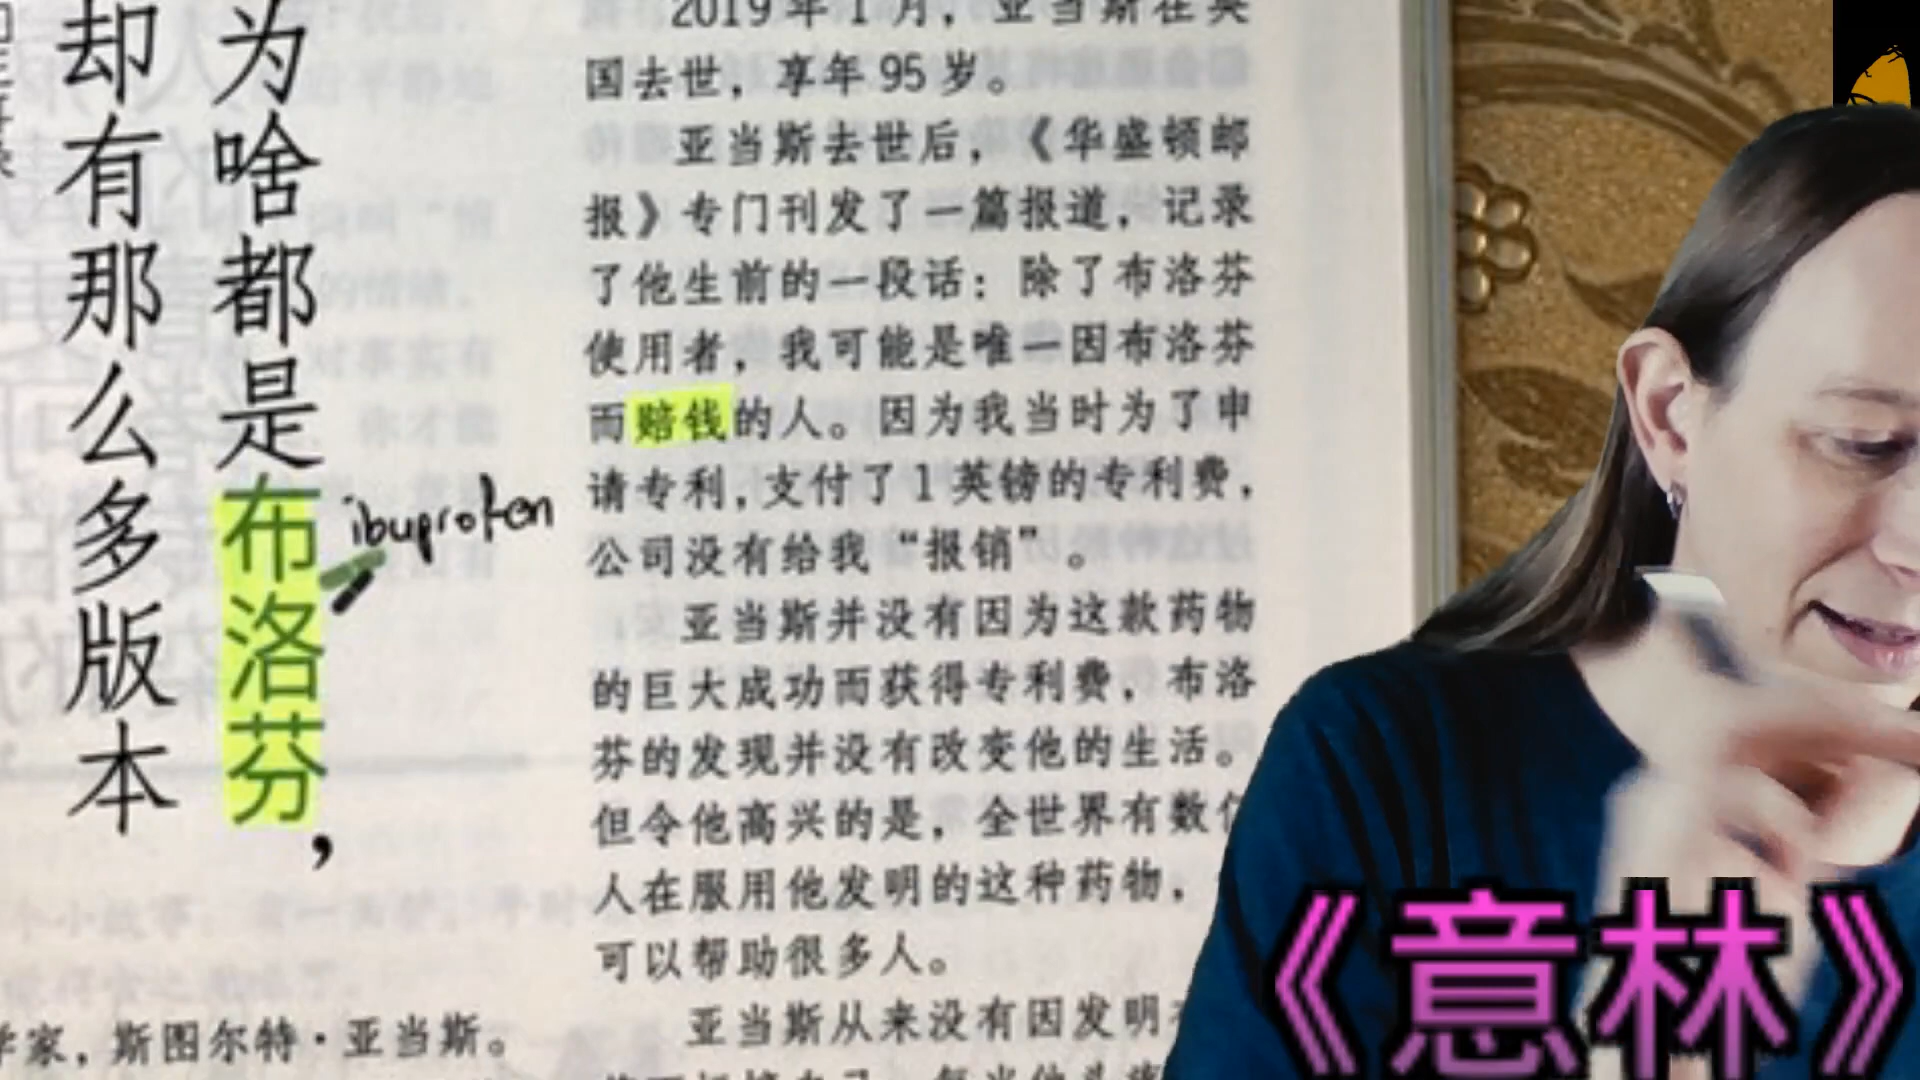 为啥都是布洛芬，
却有那么多版本
ibuprofen
学家，斯图尔特·亚当斯。
2019年1月，亚当斯在英
国去世，享年95岁。
亚当斯去世后，《华盛顿邮
报》专门刊发了一篇报道，记录
了他生前的一段话：除了布洛芬
使用者，我可能是唯一因布洛芬
而赔钱的人。因为我当时为了申
请专利，支付了1英镑的专利费，
公司没有给我“报销”。
亚当斯并没有因为这款药物
的巨大成功而获得专利费，布洛
芬的发现并没有改变他的生活。
但令他高兴的是，全世界有数亿
人在服用他发明的这种药物，
可以帮助很多人。
亚当斯从来没有因发明
《意林》